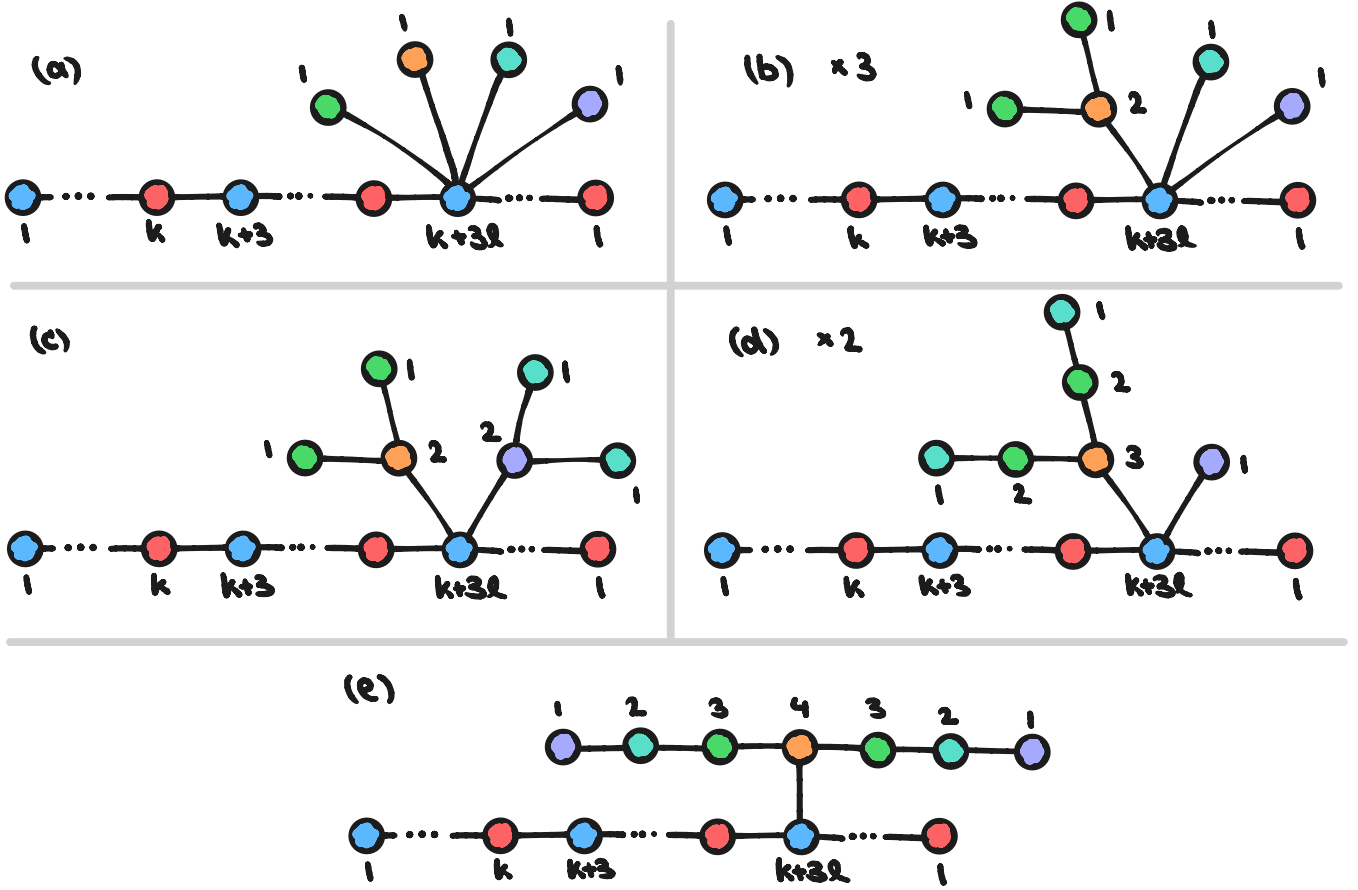 (a)
1 1 1 1
1 k k+3 k+3l 1
(b) ×3
1 1 1
1 2
1 k k+3 k+3l 1
(c)
1 1
1 2 2 1
1 k k+3 k+3l 1
(d) ×2
1
2
3 1
1 2
1 k k+3 k+3l 1
(e)
1 2 3 4 3 2 1
1 k k+3 k+3l 1